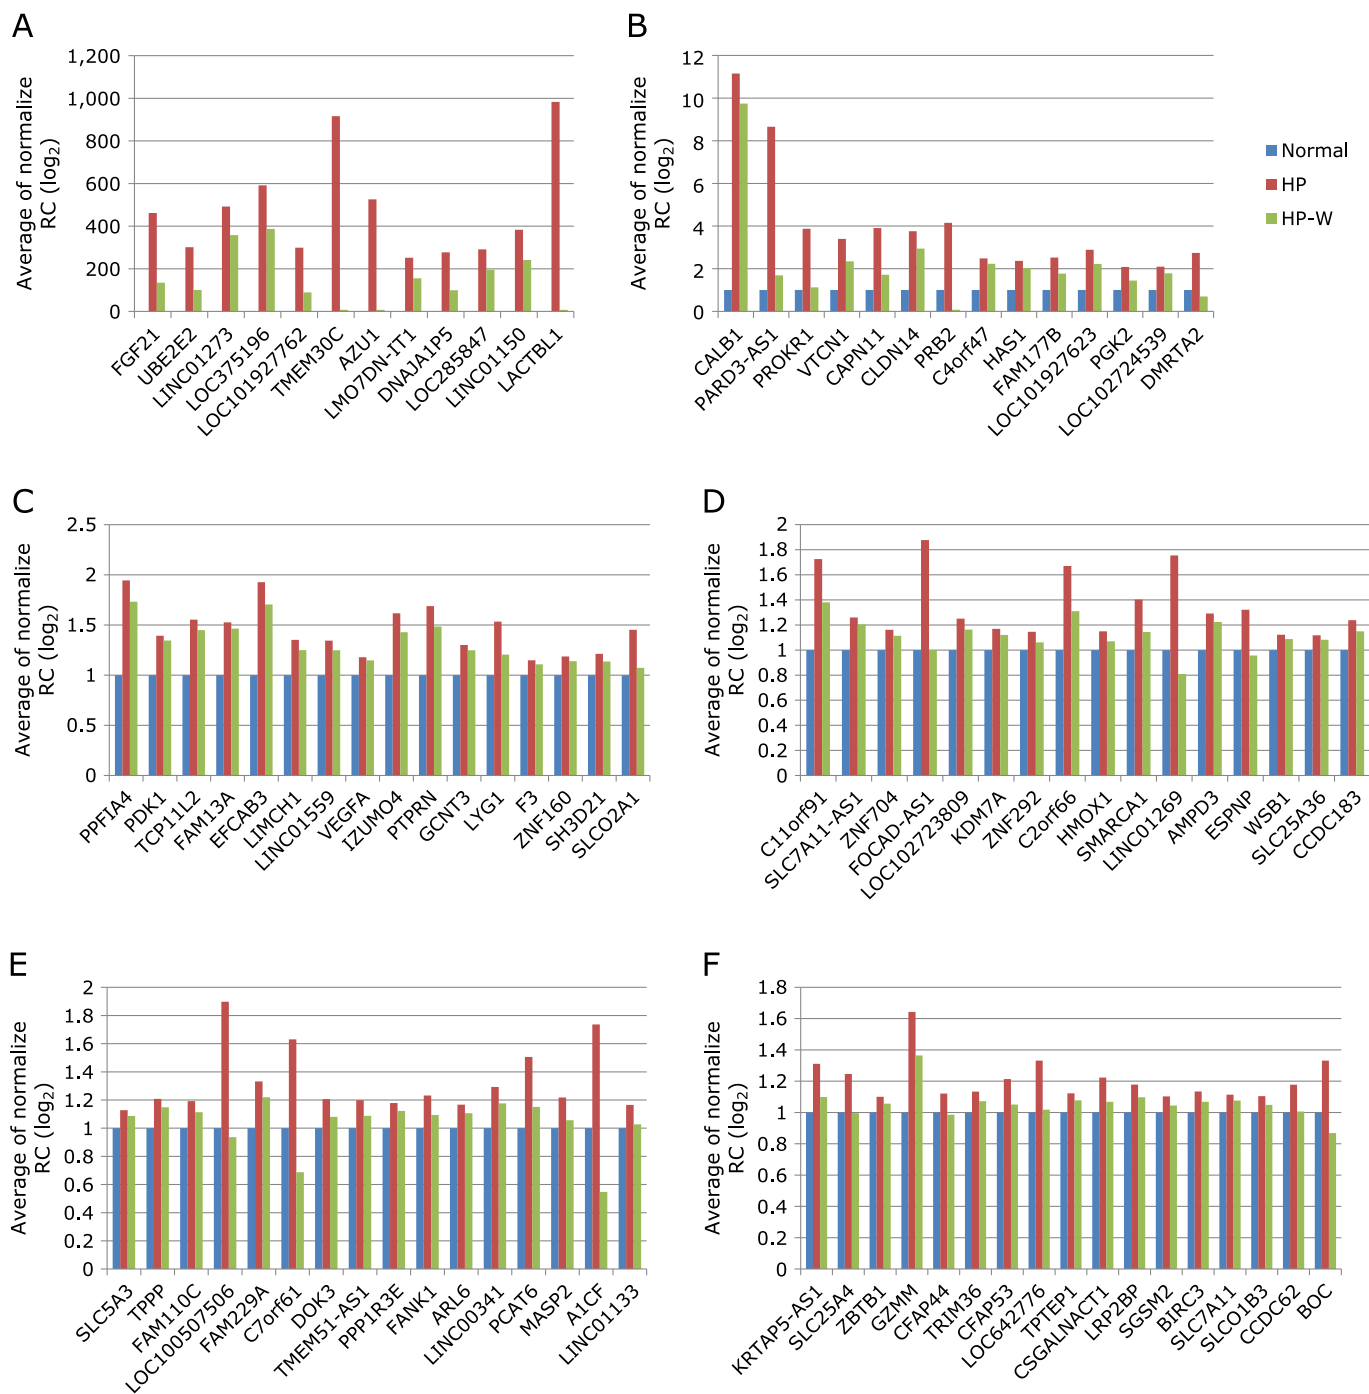 A
Average of normalize
RC (log2)
1,200
1,000
800
600
400
200
0
FGF21
UBE2E2
LINC01273
LOC375196
LOC101927762
TMEM30C
AZU1
LMO7DN-IT1
DNAJA1P5
LOC285847
LINC01150
LACTBL1
B
Average of normalize
RC (log2)
12
10
8
6
4
2
0
CALB1
PARD3-AS1
PROKR1
VTCN1
CAPN11
CLDN14
PRB2
C4orf47
HAS1
FAM177B
LOC101927623
PGK2
LOC102724539
DMRTA2
Normal
HP
HP-W
C
Average of normalize
RC (log2)
2.5
2
1.5
1
0.5
0
PPFIA4
PDK1
TCP11L2
FAM13A
EFCAB3
LIMCH1
LINC01559
VEGFA
IZUMO4
PTPRN
GCNT3
LYG1
F3
ZNF160
SH3D21
SLCO2A1
D
Average of normalize
RC (log2)
2
1.8
1.6
1.4
1.2
1
0.8
0.6
0.4
0.2
0
C11orf91
SLC7A11-AS1
ZNF704
FOCAD-AS1
LOC102723809
KDM7A
ZNF292
C2orf66
HMOX1
SMARCA1
LINC01269
AMPD3
ESPNP
WSB1
SLC25A36
CCDC183
E
Average of normalize
RC (log2)
2
1.8
1.6
1.4
1.2
1
0.8
0.6
0.4
0.2
0
SLC5A3
TPPP
FAM110C
LOC100507506
FAM229A
C7orf61
DOK3
TMEM51-AS1
PPP1R3E
FANK1
ARL6
LINC00341
PCAT6
MASP2
A1CF
LINC01133
F
Average of normalize
RC (log2)
1.8
1.6
1.4
1.2
1
0.8
0.6
0.4
0.2
0
KRTAP5-AS1
SLC25A4
ZBTB1
GZMM
CFAP44
TRIM36
CFAP53
LOC642776
TPTEP1
CSGALNACT1
LRP2BP
SGSM2
BIRC3
SLC7A11
SLCO1B3
CCDC62
BOC